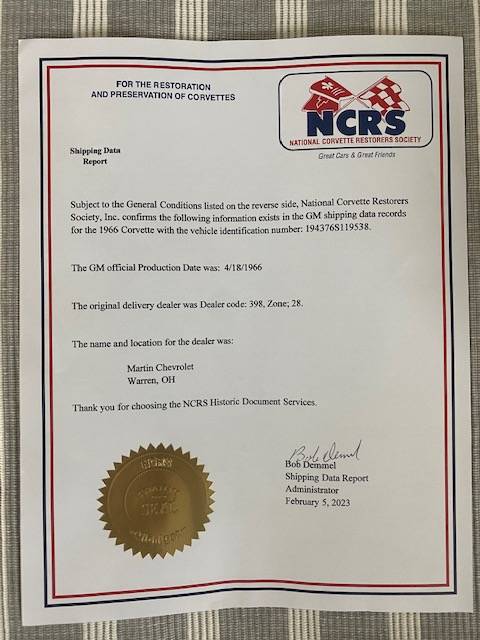 FOR THE RESTORATION
AND PRESERVATION OF CORVETTES
NCRS
NATIONAL CORVETTE RESTORERS SOCIETY
Great Cars & Great Friends
Shipping Data
Report
Subject to the General Conditions listed on the reverse side, National Corvette Restorers
Society, Inc. confirms the following information exists in the GM shipping data records
for the 1966 Corvette with the vehicle identification number: 194376S119538.
The GM official Production Date was: 4/18/1966
The original delivery dealer was Dealer code: 398, Zone; 28.
The name and location for the dealer was:
Martin Chevrolet
Warren, OH
Thank you for choosing the NCRS Historic Document Services.
Bob Demmel
Bob Demmel
Shipping Data Report
Administrator
February 5, 2023
NCRS
SEAL